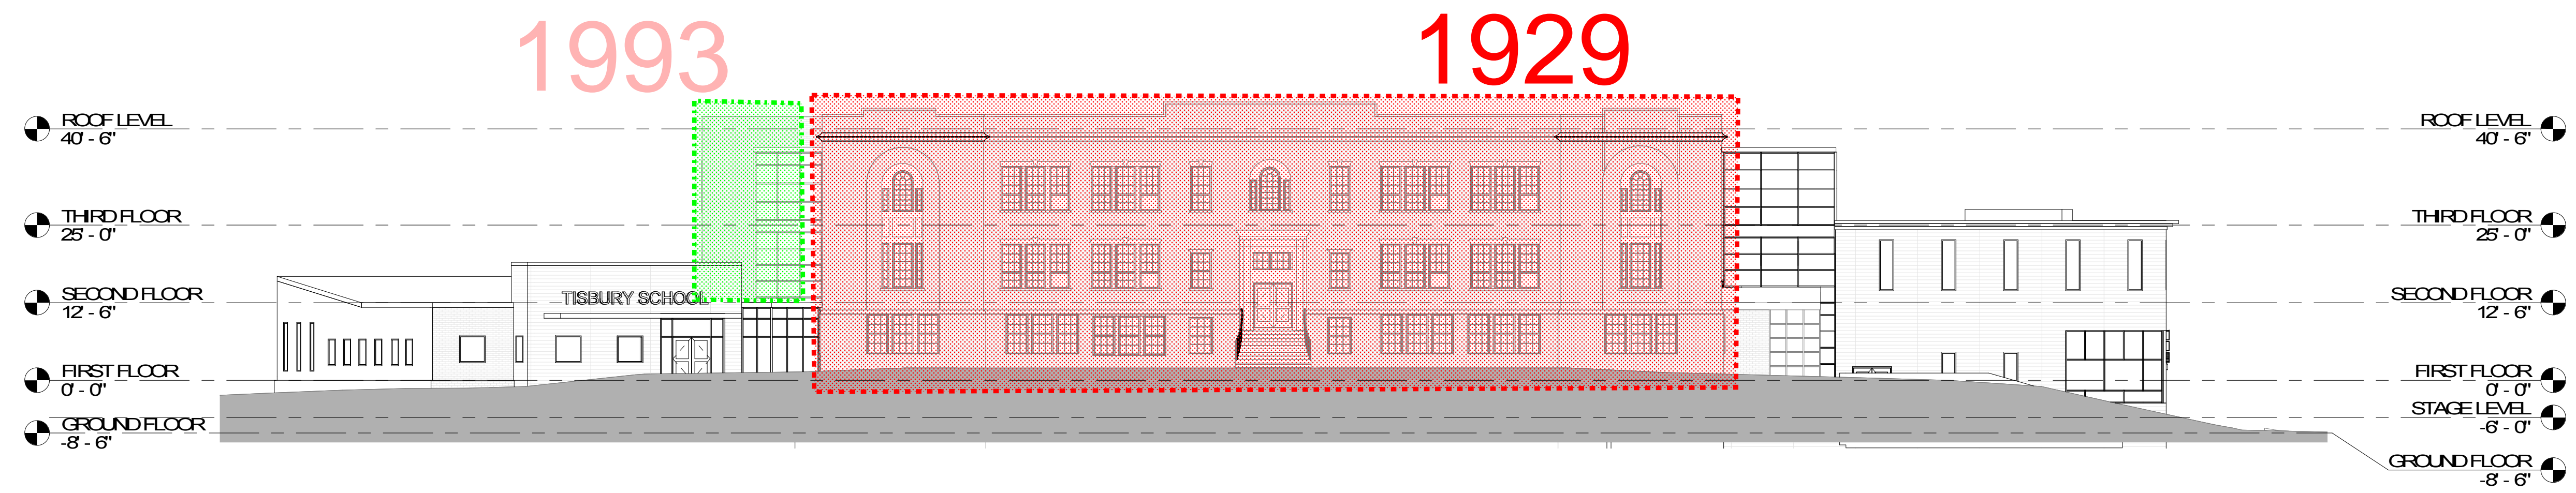 1993
1929
ROOF LEVEL
40' - 6"
THIRD FLOOR
25' - 0"
SECOND FLOOR
12' - 6"
FIRST FLOOR
0' - 0"
GROUND FLOOR
-8' - 6"
TISBURY SCHOOL
ROOF LEVEL
40' - 6"
THIRD FLOOR
25' - 0"
SECOND FLOOR
12' - 6"
FIRST FLOOR
0' - 0"
STAGE LEVEL
-6' - 0"
GROUND FLOOR
-8' - 6"